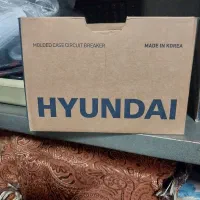 MOLDED CASE CIRCUIT BREAKER MADE IN KOREA
HYUNDAI